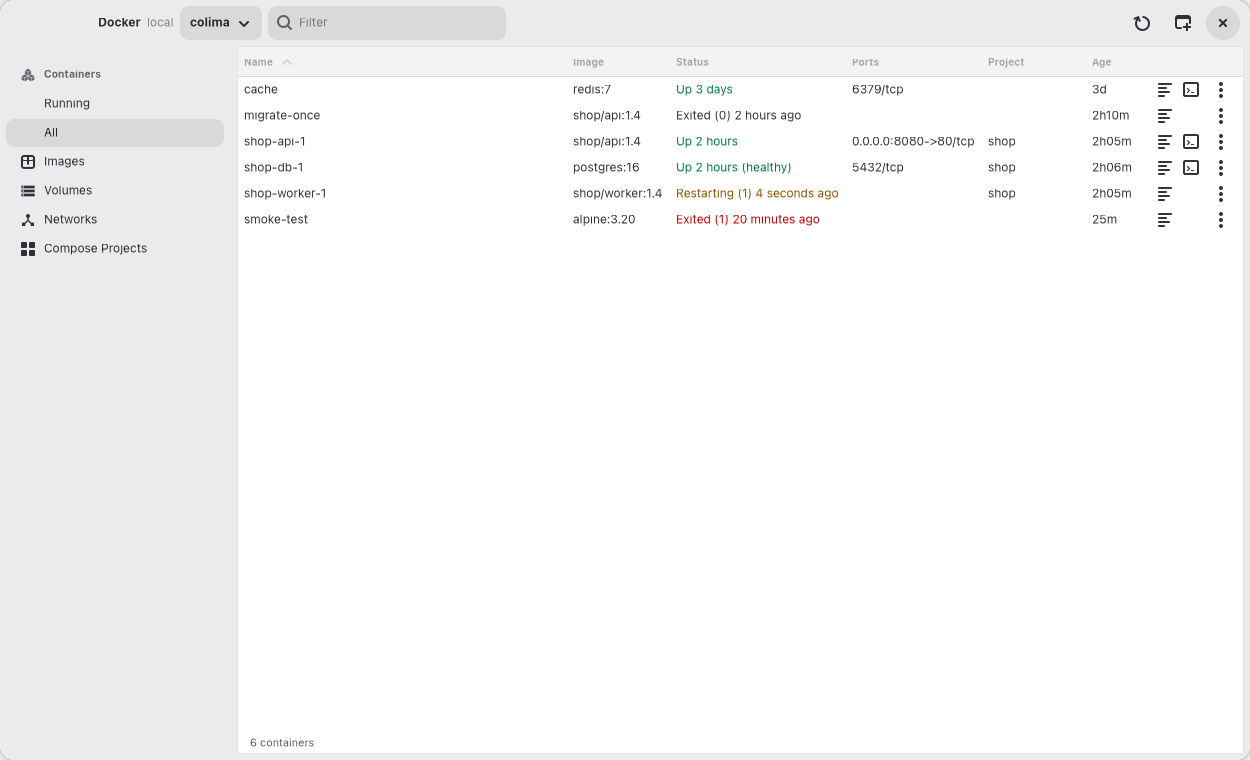 Docker local colima Filter
Containers
Running
All
Images
Volumes
Networks
Compose Projects
Name Image Status Ports Project Age
cache redis:7 Up 3 days 6379/tcp 3d
migrate-once shop/api:1.4 Exited (0) 2 hours ago 2h10m
shop-api-1 shop/api:1.4 Up 2 hours 0.0.0.0:8080->80/tcp shop 2h05m
shop-db-1 postgres:16 Up 2 hours (healthy) 5432/tcp shop 2h06m
shop-worker-1 shop/worker:1.4 Restarting (1) 4 seconds ago shop 2h05m
smoke-test alpine:3.20 Exited (1) 20 minutes ago 25m
6 containers